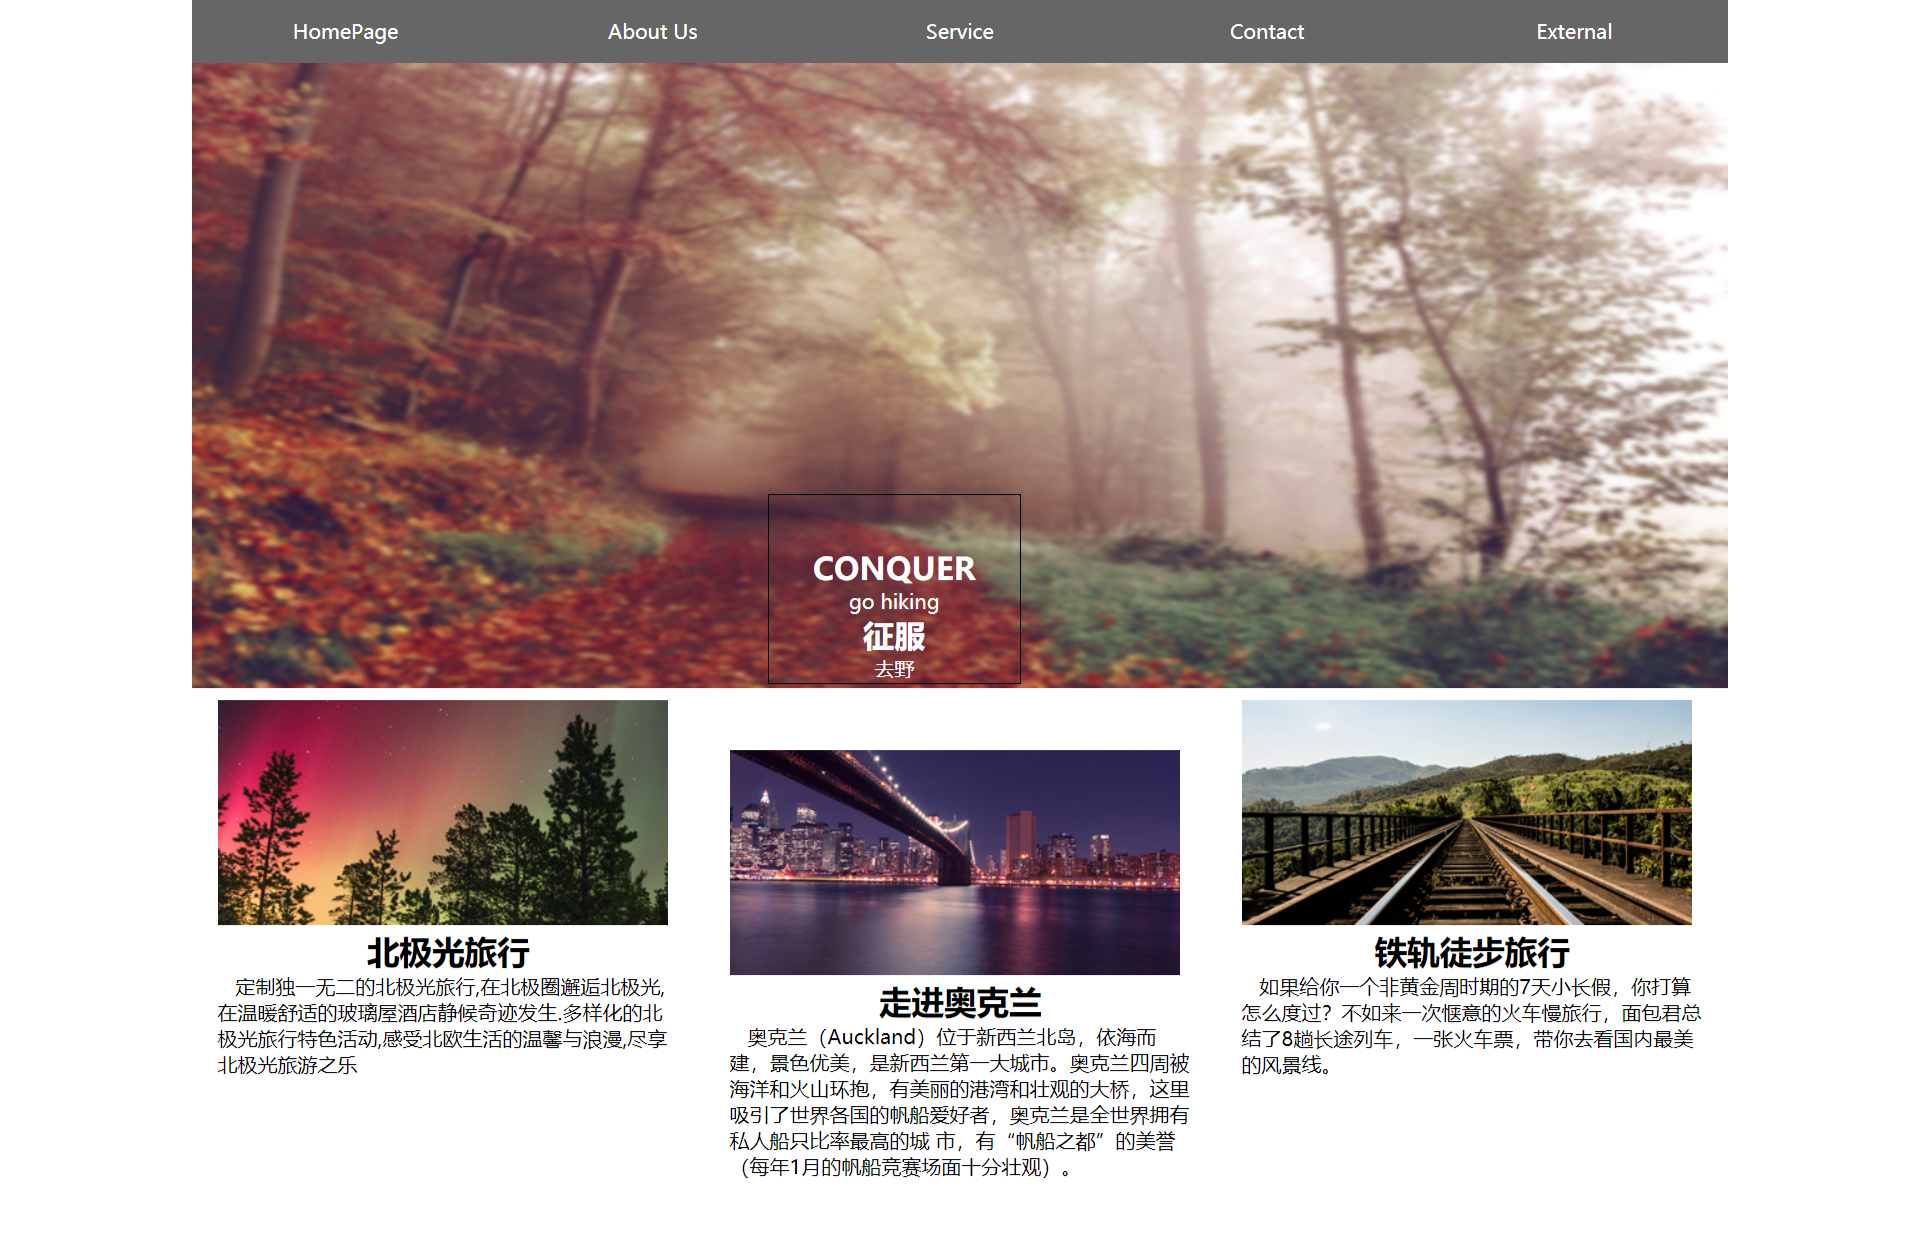 HomePage
About Us
Service
Contact
External
CONQUER
go hiking
征服
去野
北极光旅行
定制独一无二的北极光旅行,在北极圈邂逅北极光,
在温暖舒适的玻璃屋酒店静候奇迹发生.多样化的北
极光旅行特色活动,感受北欧生活的温馨与浪漫,尽享
北极光旅游之乐
走进奥克兰
奥克兰（Auckland）位于新西兰北岛，依海而
建，景色优美，是新西兰第一大城市。奥克兰四周被
海洋和火山环抱，有美丽的港湾和壮观的大桥，这里
吸引了世界各国的帆船爱好者，奥克兰是全世界拥有
私人船只比率最高的城 市，有“帆船之都”的美誉
（每年1月的帆船竞赛场面十分壮观）。
铁轨徒步旅行
如果给你一个非黄金周时期的7天小长假，你打算
怎么度过？不如来一次惬意的火车慢旅行，面包君总
结了8趟长途列车，一张火车票，带你去看国内最美
的风景线。